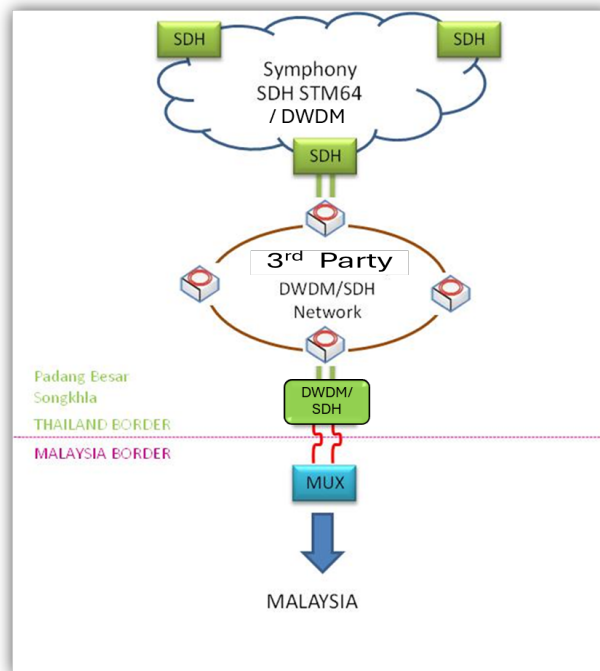 SDH
SDH
Symphony
SDH STM64
/ DWDM
SDH
3rd Party
DWDM/SDH
Network
Padang Besar
Songkhla
DWDM/
SDH
THAILAND BORDER
MALAYSIA BORDER
MUX
MALAYSIA